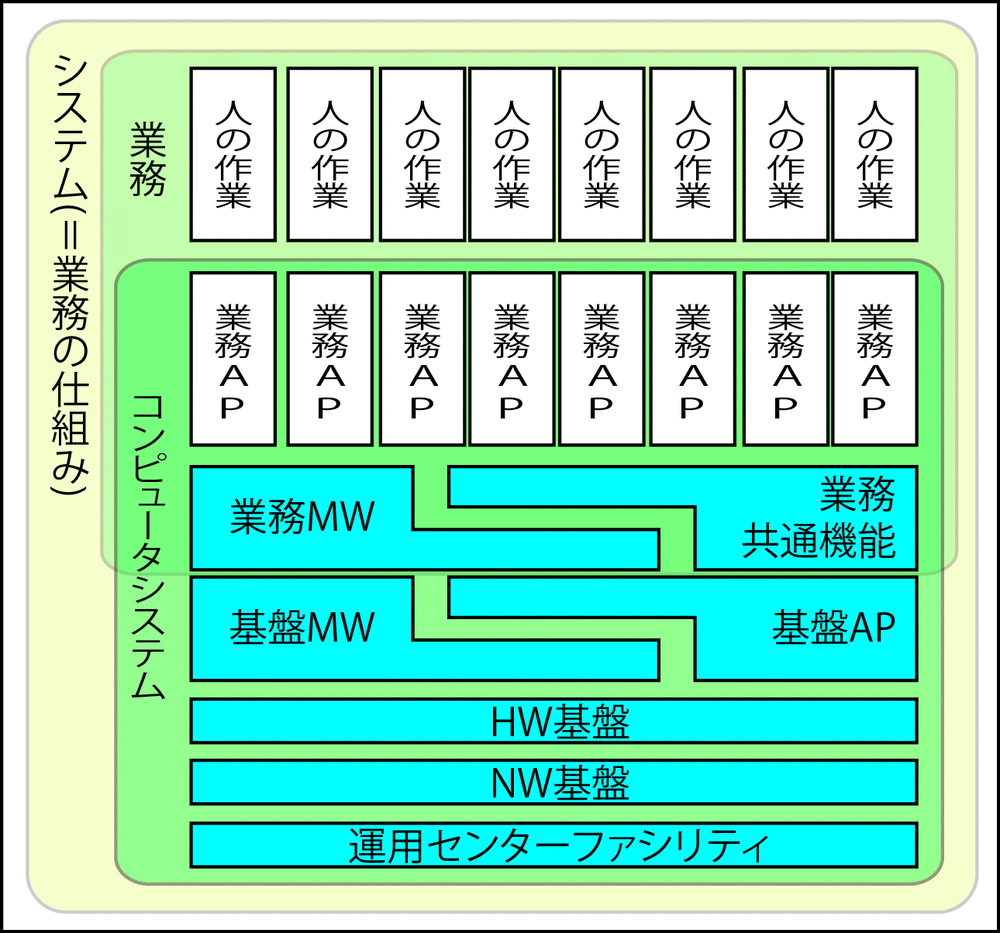 システム(=業務の仕組み)
業務
人の作業
人の作業
人の作業
人の作業
人の作業
人の作業
人の作業
人の作業
コンピュータシステム
業務AP
業務AP
業務AP
業務AP
業務AP
業務AP
業務AP
業務AP
業務MW
業務
共通機能
基盤MW
基盤AP
HW基盤
NW基盤
運用センターファシリティ